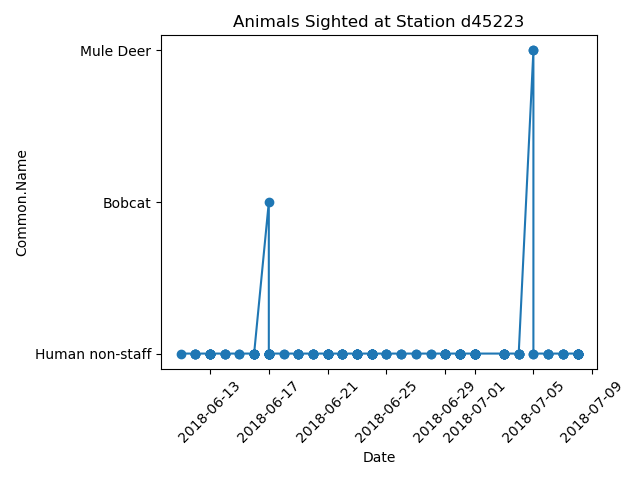 Animals Sighted at Station d45223
Mule Deer
Bobcat
Human non-staff
Common.Name
2018-06-13
2018-06-17
2018-06-21
2018-06-25
2018-06-29
2018-07-01
2018-07-05
2018-07-09
Date